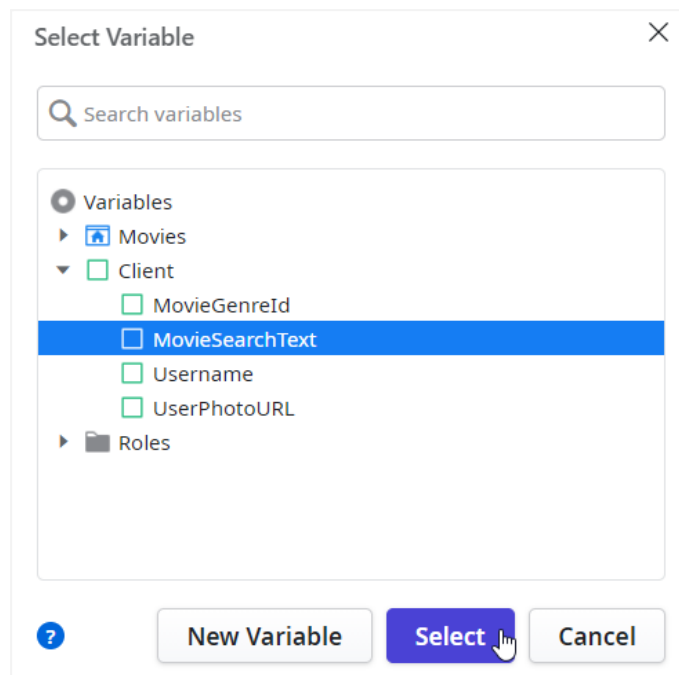 Select Variable
Search variables
Variables
Movies
Client
MovieGenreId
MovieSearchText
Username
UserPhotoURL
Roles
? New Variable Select Cancel